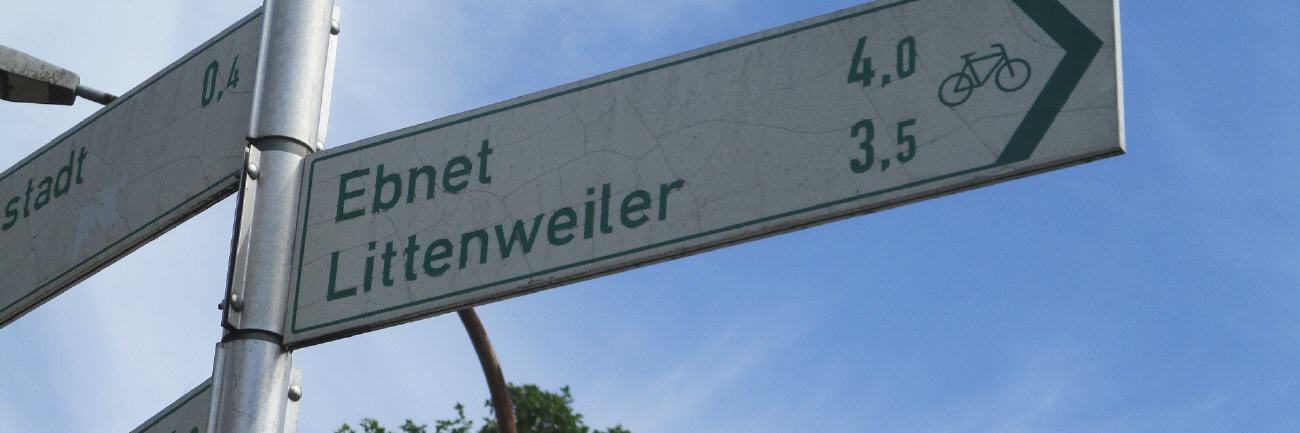 stadt 0,4
Ebnet 4,0
Littenweiler 3,5